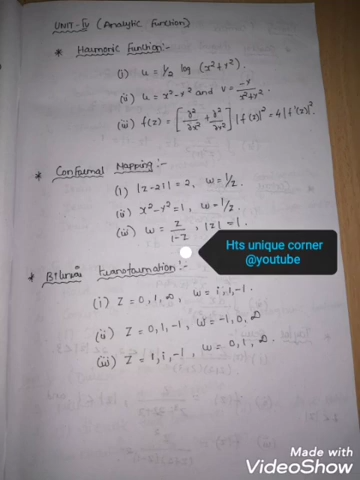 UNIT-IV (Analytic Function)
* Harmonic Function:-
(i) u = 1/2 log (x²+y²).
(ii) u = x²-y² and v = -y/x²+y².
(iii) f(z) = [∂²/∂x² + ∂²/∂y²] |f(z)|² = 4|f'(z)|².
* Conformal Mapping:-
(i) |z-2i| = 2, w = 1/z.
(ii) x²-y²=1, w = 1/z.
(iii) w = z/1-z, |z| = 1.
Hts unique corner
@youtube
* transformation:-
(i) z = 0, 1, ∞, w = i, 1, -1.
(ii) z = 0, 1, -1, w = -1, 0, ∞
(iii) z = 1, i, -1, w = 0, 1, ∞.
Made with
VideoShow